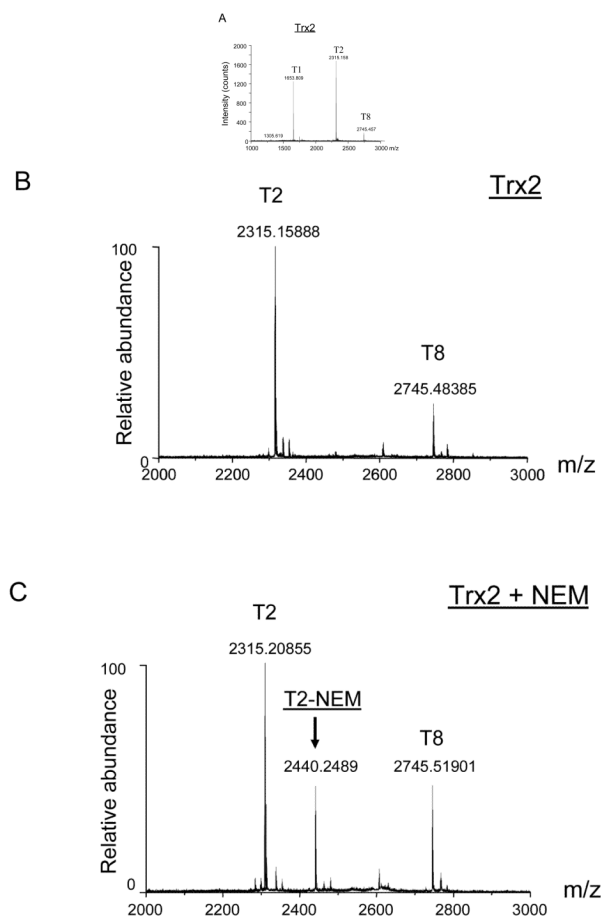 A
Trx2
Intensity (counts)
2000
1600
1200
800
400
0
T1
1653.809
T2
2315.159
T8
2745.457
1305.619
1000 1500 2000 2500 3000 m/z
B
Trx2
T2
2315.15888
T8
2745.48385
Relative abundance
100
0
2000 2200 2400 2600 2800 3000 m/z
C
Trx2 + NEM
T2
2315.20855
T2-NEM
2440.2489
T8
2745.51901
Relative abundance
100
0
2000 2200 2400 2600 2800 3000 m/z